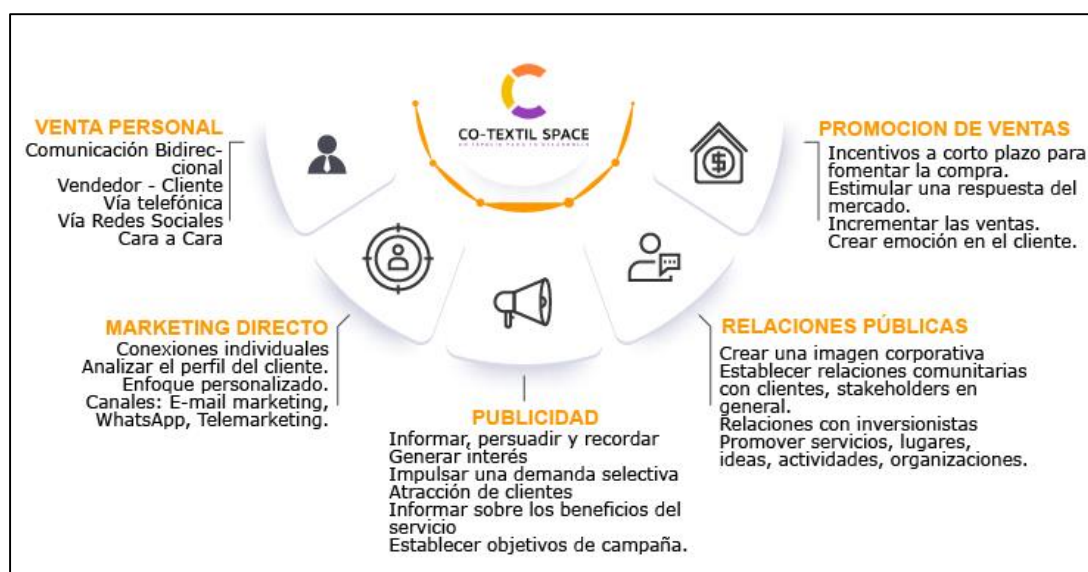 CO-TEXTIL SPACE
VENTA PERSONAL
Comunicación Bidirec-
ccional
Vendedor - Cliente
Vía telefónica
Vía Redes Sociales
Cara a Cara
MARKETING DIRECTO
Conexiones individuales
Analizar el perfil del cliente.
Enfoque personalizado.
Canales: E-mail marketing,
WhatsApp, Telemarketing.
PUBLICIDAD
Informar, persuadir y recordar
Generar interés
Impulsar una demanda selectiva
Atracción de clientes
Informar sobre los beneficios del
servicio
Establecer objetivos de campaña.
RELACIONES PÚBLICAS
Crear una imagen corporativa
Establecer relaciones comunitarias
con clientes, stakeholders en
general.
Relaciones con inversionistas
Promover servicios, lugares,
ideas, actividades, organizaciones.
PROMOCION DE VENTAS
Incentivos a corto plazo para
fomentar la compra.
Estimular una respuesta del
mercado.
Incrementar las ventas.
Crear emoción en el cliente.